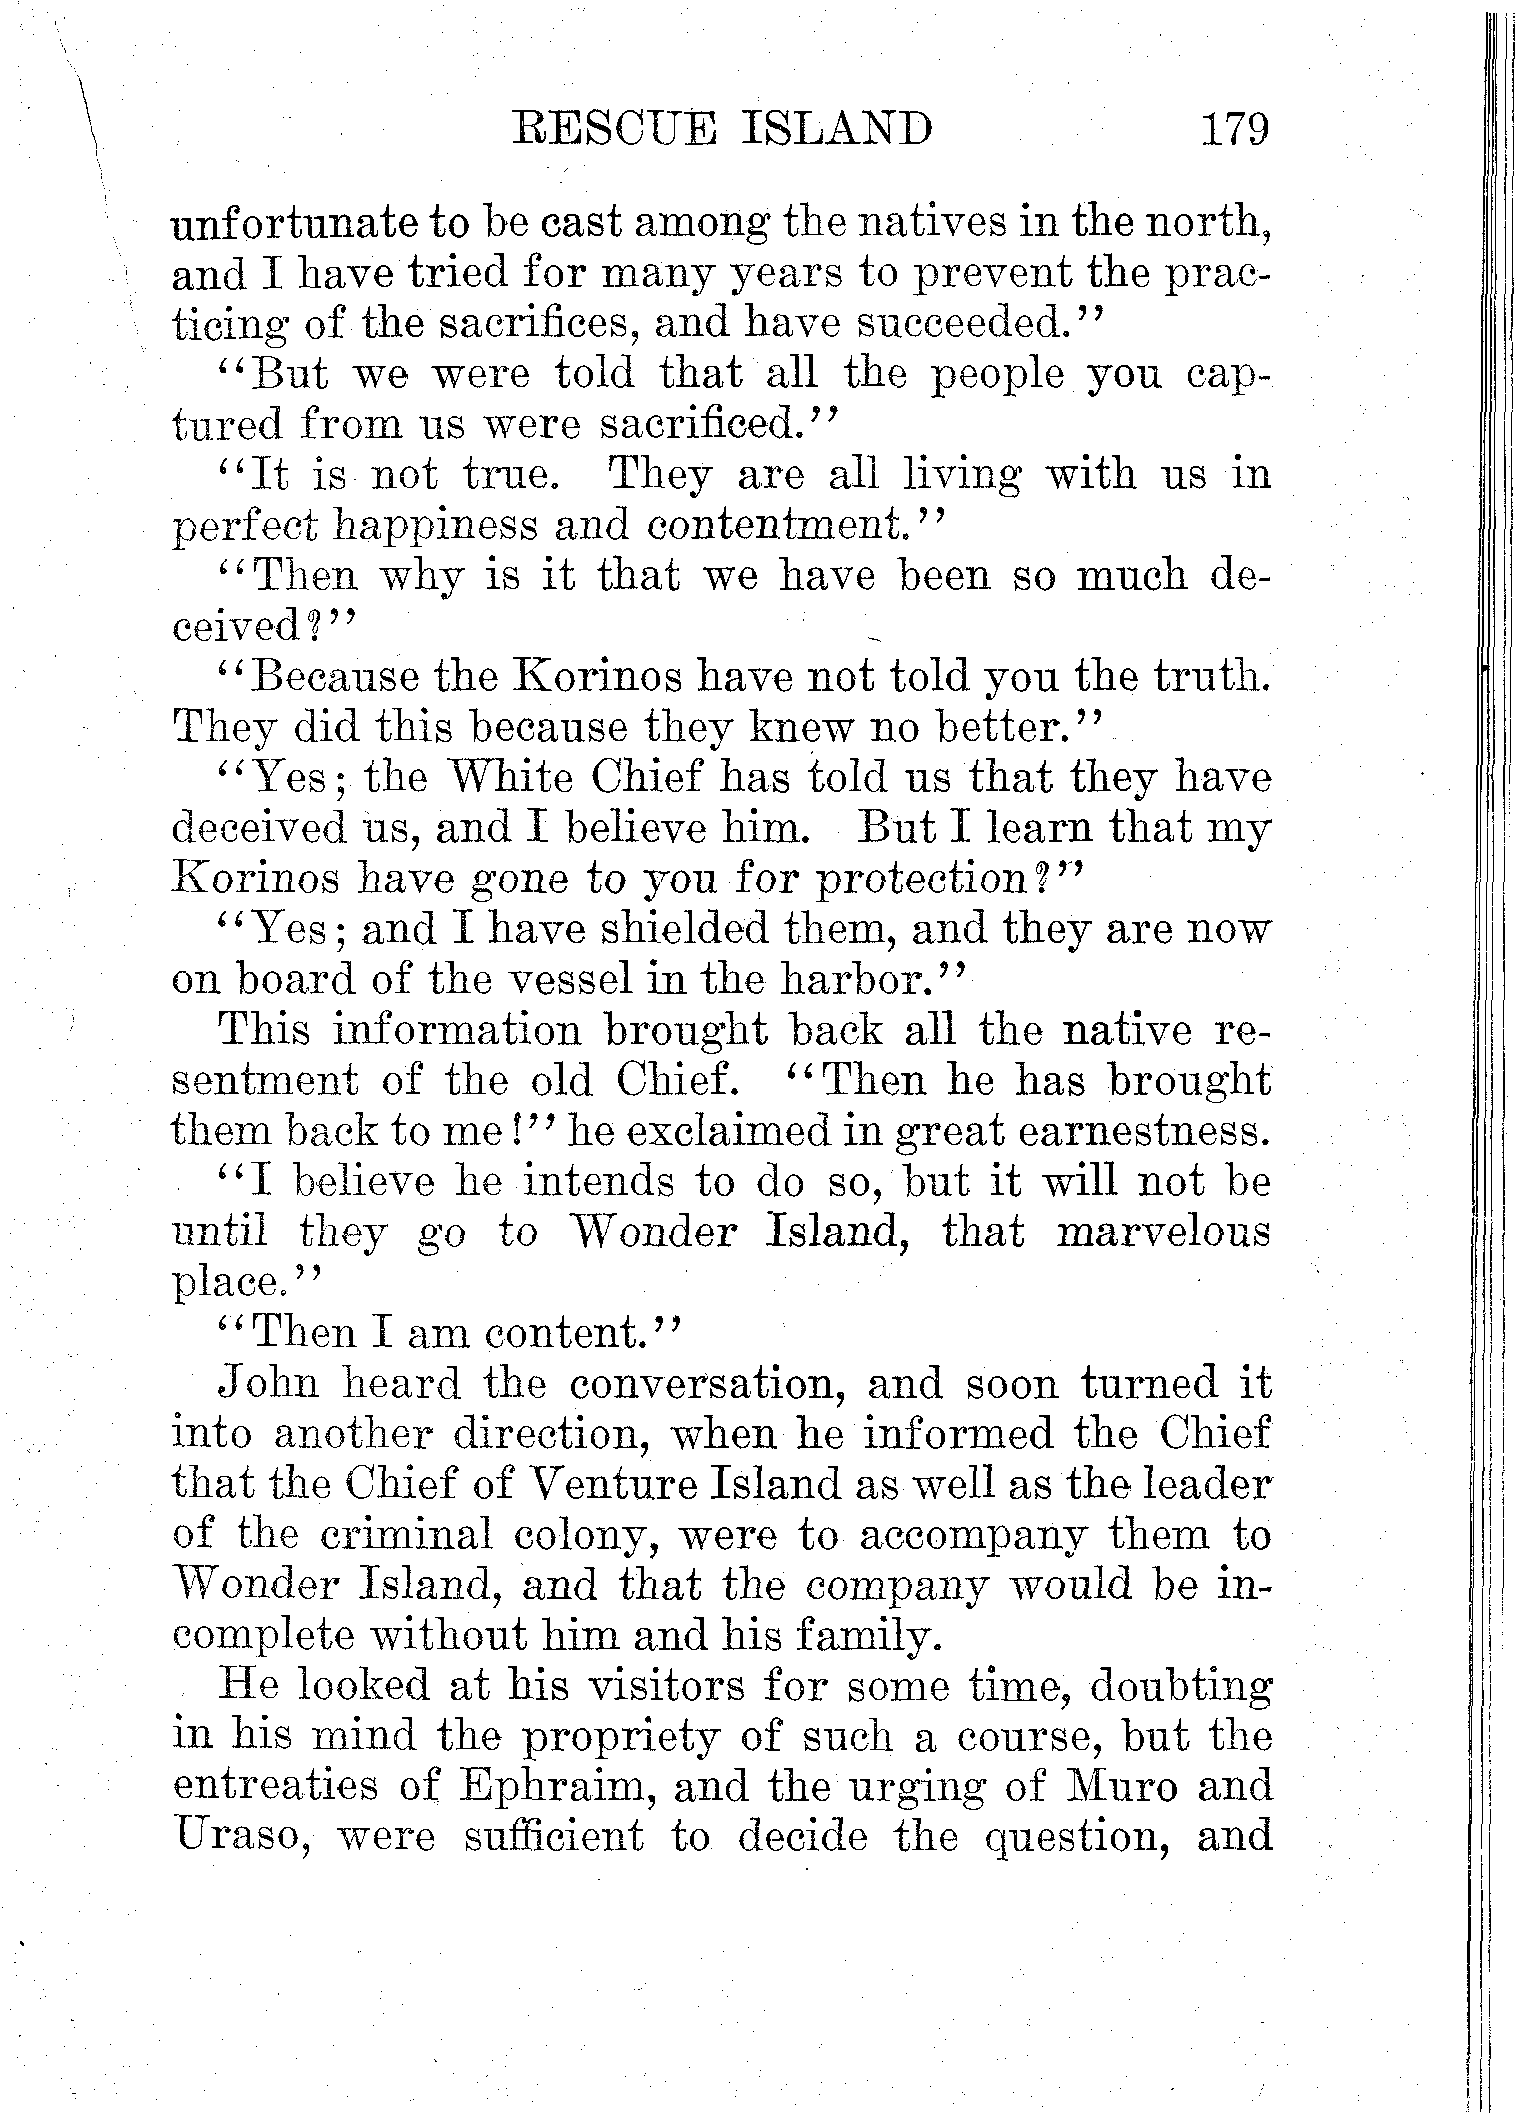 RESCUE ISLAND 179
unfortunate to be cast among the natives in the north,
and I have tried for many years to prevent the prac-
ticing of the sacrifices, and have succeeded.''
``But we were told that all the people you cap-
tured from us were sacrificed.''
``It is not true. They are all living with us in
perfect happiness and contentment.''
``Then why is it that we have been so much de-
ceived?''
``Because the Korinos have not told you the truth.
They did this because they knew no better.''
``Yes; the White Chief has told us that they have
deceived us, and I believe him. But I learn that my
Korinos have gone to you for protection?''
``Yes; and I have shielded them, and they are now
on board of the vessel in the harbor.''
This information brought back all the native re-
sentment of the old Chief. ``Then he has brought
them back to me!'' he exclaimed in great earnestness.
``I believe he intends to do so, but it will not be
until they go to Wonder Island, that marvelous
place.''
``Then I am content.''
John heard the conversation, and soon turned it
into another direction, when he informed the Chief
that the Chief of Venture Island as well as the leader
of the criminal colony, were to accompany them to
Wonder Island, and that the company would be in-
complete without him and his family.
He looked at his visitors for some time, doubting
in his mind the propriety of such a course, but the
entreaties of Ephraim, and the urging of Muro and
Uraso, were sufficient to decide the question, and